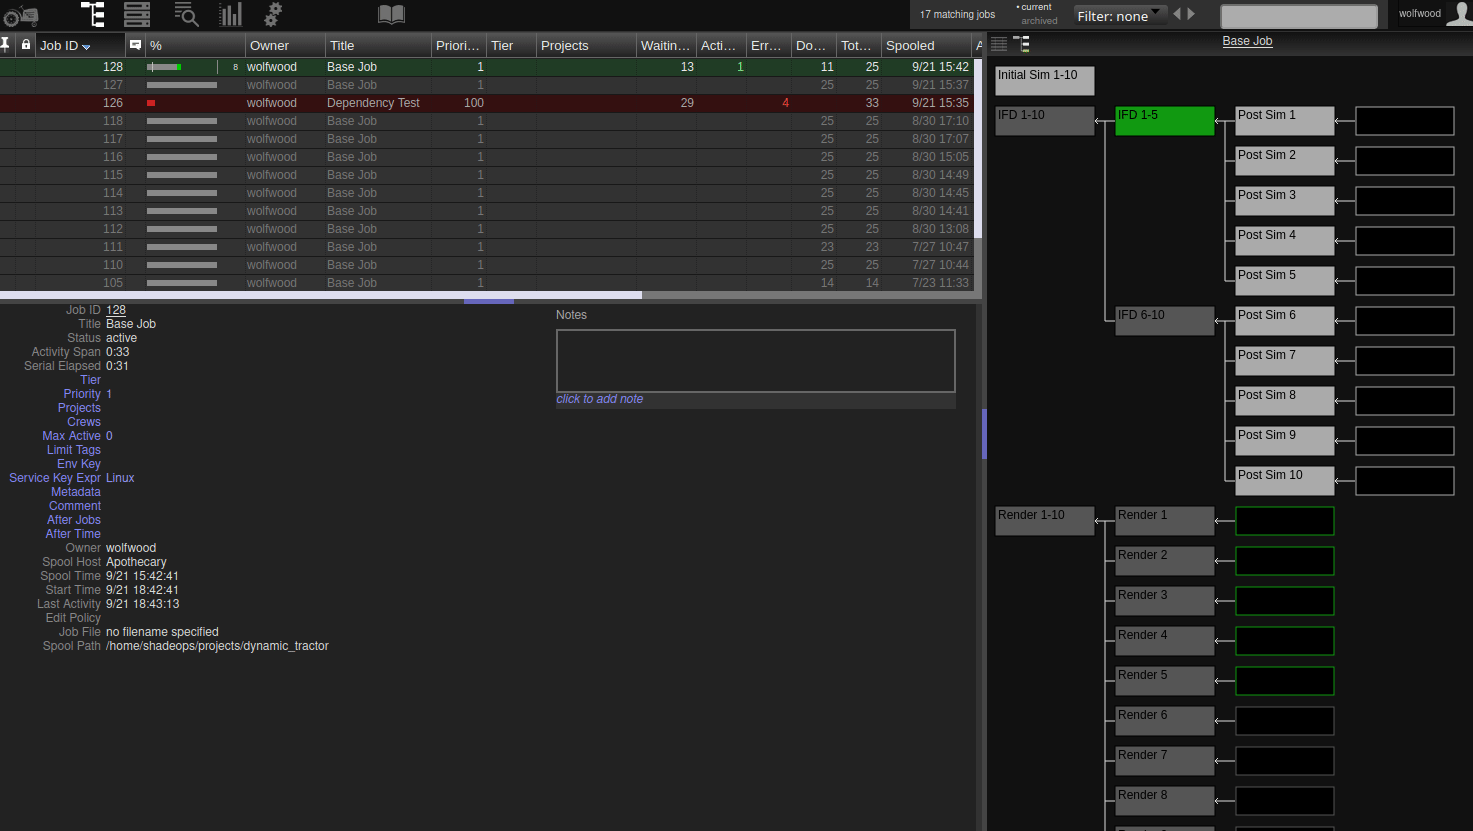 17 matching jobs
• current
archived
Filter: none
wolfwood
Job ID % Owner Title Priori... Tier Projects Waitin... Acti... Err... Do... Tot... Spooled A
128 8 wolfwood Base Job 1 13 1 11 25 9/21 15:42
127 wolfwood Base Job 1 25 25 9/21 15:37
126 wolfwood Dependency Test 100 29 4 33 9/21 15:35
118 wolfwood Base Job 1 25 25 8/30 17:10
117 wolfwood Base Job 1 25 25 8/30 17:07
116 wolfwood Base Job 1 25 25 8/30 15:05
115 wolfwood Base Job 1 25 25 8/30 14:49
114 wolfwood Base Job 1 25 25 8/30 14:45
113 wolfwood Base Job 1 25 25 8/30 14:41
112 wolfwood Base Job 1 25 25 8/30 13:08
111 wolfwood Base Job 1 23 23 7/27 10:47
110 wolfwood Base Job 1 25 25 7/27 10:44
105 wolfwood Base Job 1 14 14 7/23 11:33
Job ID 128
Title Base Job
Status active
Activity Span 0:33
Serial Elapsed 0:31
Tier
Priority 1
Projects
Crews
Max Active 0
Limit Tags
Env Key
Service Key Expr Linux
Metadata
Comment
After Jobs
After Time
Owner wolfwood
Spool Host Apothecary
Spool Time 9/21 15:42:41
Start Time 9/21 18:42:41
Last Activity 9/21 18:43:13
Edit Policy
Job File no filename specified
Spool Path /home/shadeops/projects/dynamic_tractor
Notes
click to add note
Base Job
Initial Sim 1-10
IFD 1-10 IFD 1-5 Post Sim 1
Post Sim 2
Post Sim 3
Post Sim 4
Post Sim 5
IFD 6-10 Post Sim 6
Post Sim 7
Post Sim 8
Post Sim 9
Post Sim 10
Render 1-10 Render 1
Render 2
Render 3
Render 4
Render 5
Render 6
Render 7
Render 8